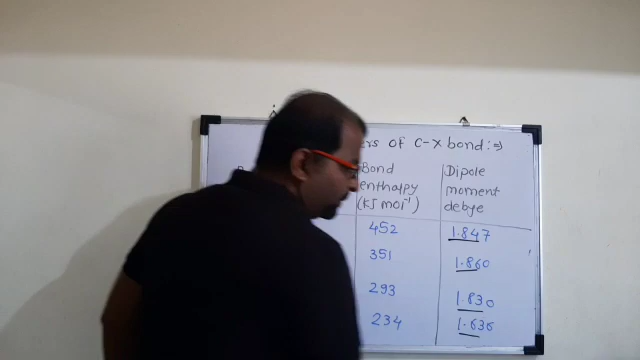 ers of C-X bond:⇒
Bond enthalpy (kJ mol⁻¹)
Dipole moment debye
452 1.847
351 1.860
293 1.830
234 1.636